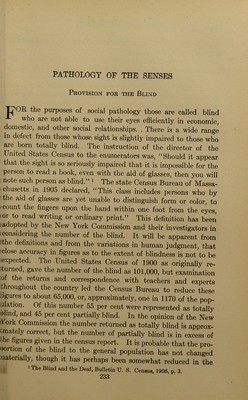 PATHOLOGY OF THE SENSES
PROVISION FOR THE BLIND
FOR the purposes of social pathology those are called blind
who are not able to use their eyes efficiently in economic,
domestic, and other social relationships. There is a wide range
in defect from those whose sight is slightly impaired to those who
are born totally blind. The instruction of the director of the
United States Census to the enumerators was, "Should it appear
that the sight is so seriously impaired that it is impossible for the
person to read a book, even with the aid of glasses, then you will
note such person as blind." ¹ The state Census Bureau of Massa-
chusetts in 1905 declared, "This class includes persons who by
the aid of glasses are yet unable to distinguish form or color, to
count the fingers upon the hand within one foot from the eyes,
or to read writing or ordinary print." This definition has been
adopted by the New York Commission and their investigators in
considering the number of the blind. It will be apparent from
the definitions and from the variations in human judgment, that
close accuracy in figures as to the extent of blindness is not to be
expected. The United States Census of 1900 as originally re-
turned, gave the number of blind as 101,000, but examination
of the returns and correspondence with teachers and experts
throughout the country led the Census Bureau to reduce these
figures to about 65,000, or, approximately, one in 1170 of the pop-
ulation. Of this number 55 per cent were represented as totally
blind, and 45 per cent partially blind. In the opinion of the New
York Commission the number returned as totally blind is approx-
imately correct, but the number of partially blind is in excess of
the figures given in the census report. It is probable that the pro-
portion of the blind to the general population has not changed
materially, though it has perhaps been somewhat reduced in the
¹ The Blind and the Deaf, Bulletin U. S. Census, 1906, p. 3.
233